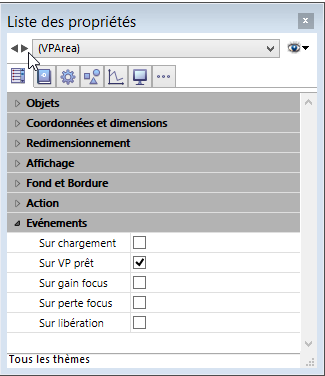 Liste des propriétés
(VPArea)
Objets
Coordonnées et dimensions
Redimensionnement
Affichage
Fond et Bordure
Action
Evénements
Sur chargement
Sur VP prêt
Sur gain focus
Sur perte focus
Sur libération
Tous les thèmes